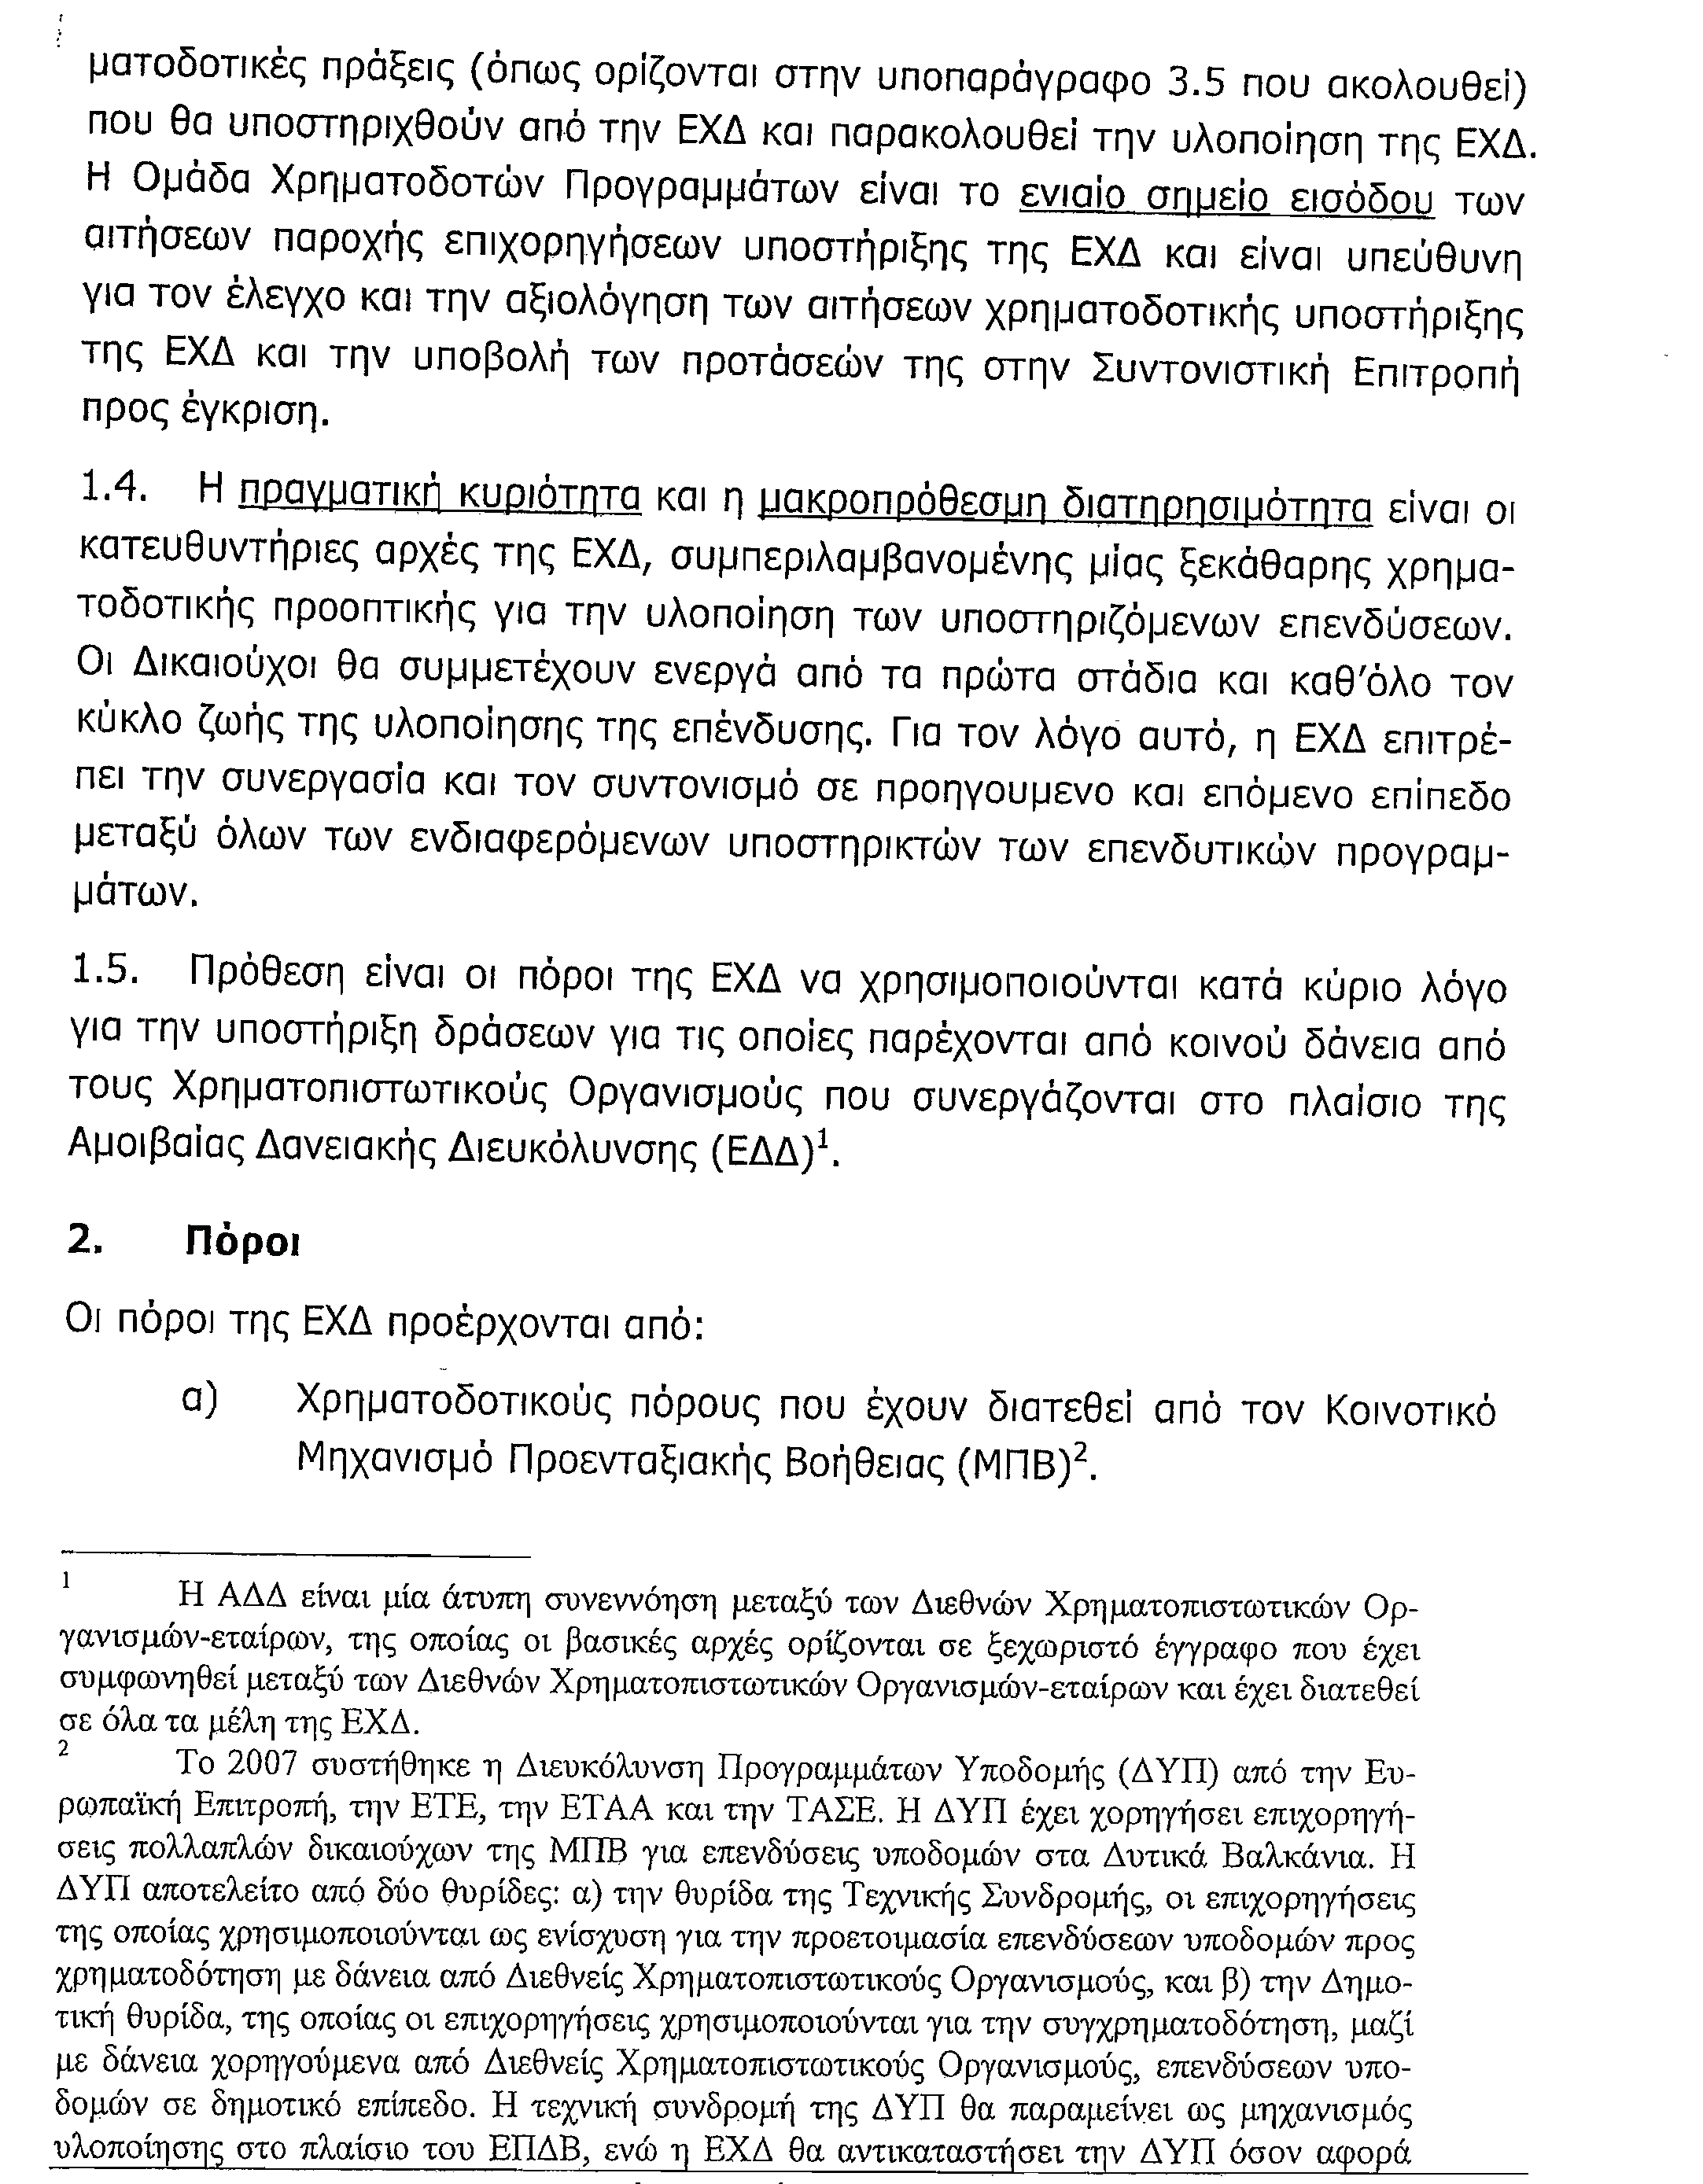 ματοδοτικές πράξεις (όπως ορίζονται στην υποπαράγραφο 3.5 που ακολουθεί)
που θα υποστηριχθούν από την ΕΧΔ και παρακολουθεί την υλοποίηση της ΕΧΔ.
Η Ομάδα Χρηματοδοτών Προγραμμάτων είναι το ενιαίο σημείο εισόδου των
αιτήσεων παροχής επιχορηγήσεων υποστήριξης της ΕΧΔ και είναι υπεύθυνη
για τον έλεγχο και την αξιολόγηση των αιτήσεων χρηματοδοτικής υποστήριξης
της ΕΧΔ και την υποβολή των προτάσεών της στην Συντονιστική Επιτροπή
προς έγκριση.
1.4. Η πραγματική κυριότητα και η μακροπρόθεσμη διατηρησιμότητα είναι οι
κατευθυντήριες αρχές της ΕΧΔ, συμπεριλαμβανομένης μίας ξεκάθαρης χρημα-
τοδοτικής προοπτικής για την υλοποίηση των υποστηριζόμενων επενδύσεων.
Οι Δικαιούχοι θα συμμετέχουν ενεργά από τα πρώτα στάδια και καθ'όλο τον
κύκλο ζωής της υλοποίησης της επένδυσης. Για τον λόγο αυτό, η ΕΧΔ επιτρέ-
πει την συνεργασία και τον συντονισμό σε προηγουμενο και επόμενο επίπεδο
μεταξύ όλων των ενδιαφερόμενων υποστηρικτών των επενδυτικών προγραμ-
μάτων.
1.5. Πρόθεση είναι οι πόροι της ΕΧΔ να χρησιμοποιούνται κατά κύριο λόγο
για την υποστήριξη δράσεων για τις οποίες παρέχονται από κοινού δάνεια από
τους Χρηματοπιστωτικούς Οργανισμούς που συνεργάζονται στο πλαίσιο της
Αμοιβαίας Δανειακής Διευκόλυνσης (ΕΔΔ)¹.
2. Πόροι
Οι πόροι της ΕΧΔ προέρχονται από:
α) Χρηματοδοτικούς πόρους που έχουν διατεθεί από τον Κοινοτικό
Μηχανισμό Προενταξιακής Βοήθειας (ΜΠΒ)².
1 Η ΑΔΔ είναι μία άτυπη συνεννόηση μεταξύ των Διεθνών Χρηματοπιστωτικών Ορ-
γανισμών-εταίρων, της οποίας οι βασικές αρχές ορίζονται σε ξεχωριστό έγγραφο που έχει
συμφωνηθεί μεταξύ των Διεθνών Χρηματοπιστωτικών Οργανισμών-εταίρων και έχει διατεθεί
σε όλα τα μέλη της ΕΧΔ.
2 Το 2007 συστήθηκε η Διευκόλυνση Προγραμμάτων Υποδομής (ΔΥΠ) από την Ευ-
ρωπαϊκή Επιτροπή, την ΕΤΕ, την ΕΤΑΑ και την ΤΑΣΕ. Η ΔΥΠ έχει χορηγήσει επιχορηγή-
σεις πολλαπλών δικαιούχων της ΜΠΒ για επενδύσεις υποδομών στα Δυτικά Βαλκάνια. Η
ΔΥΠ αποτελείτο από δύο θυρίδες: α) την θυρίδα της Τεχνικής Συνδρομής, οι επιχορηγήσεις
της οποίας χρησιμοποιούνται ως ενίσχυση για την προετοιμασία επενδύσεων υποδομών προς
χρηματοδότηση με δάνεια από Διεθνείς Χρηματοπιστωτικούς Οργανισμούς, και β) την Δημο-
τική θυρίδα, της οποίας οι επιχορηγήσεις χρησιμοποιούνται για την συγχρηματοδότηση, μαζί
με δάνεια χορηγούμενα από Διεθνείς Χρηματοπιστωτικούς Οργανισμούς, επενδύσεων υπο-
δομών σε δημοτικό επίπεδο. Η τεχνική συνδρομή της ΔΥΠ θα παραμείνει ως μηχανισμός
υλοποίησης στο πλαίσιο του ΕΠΔΒ, ενώ η ΕΧΔ θα αντικαταστήσει την ΔΥΠ όσον αφορά